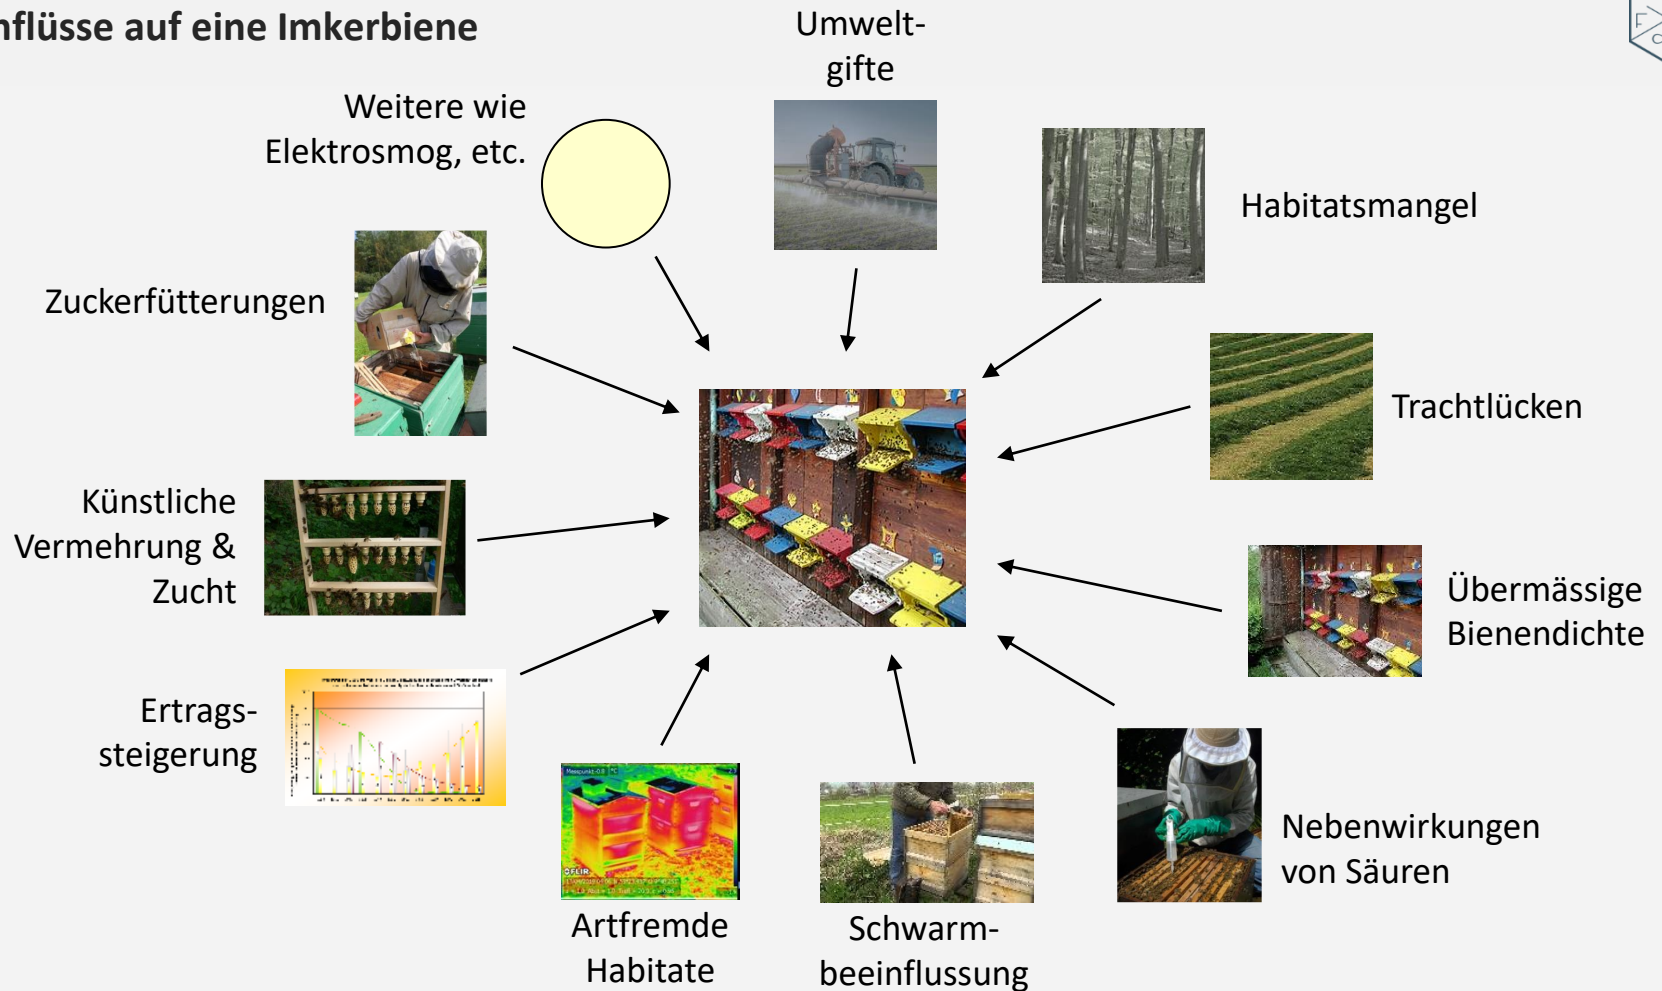 nflüsse auf eine Imkerbiene
Umwelt-
gifte
Weitere wie
Elektrosmog, etc.
Habitatsmangel
Zuckerfütterungen
Trachtlücken
Künstliche
Vermehrung &
Zucht
Übermässige
Bienendichte
Ertrags-
steigerung
Nebenwirkungen
von Säuren
FLIR
Artfremde
Habitate
Schwarm-
beeinflussung